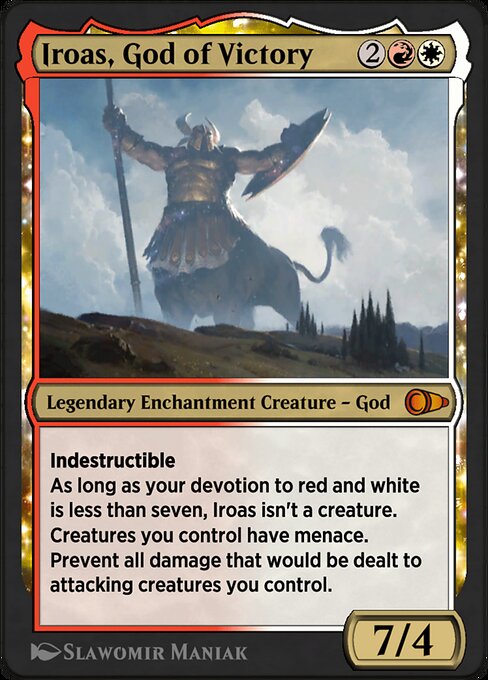 Iroas, God of Victory 2
Legendary Enchantment Creature – God
Indestructible
As long as your devotion to red and white
is less than seven, Iroas isn't a creature.
Creatures you control have menace.
Prevent all damage that would be dealt to
attacking creatures you control.
7/4
Slawomir Maniak